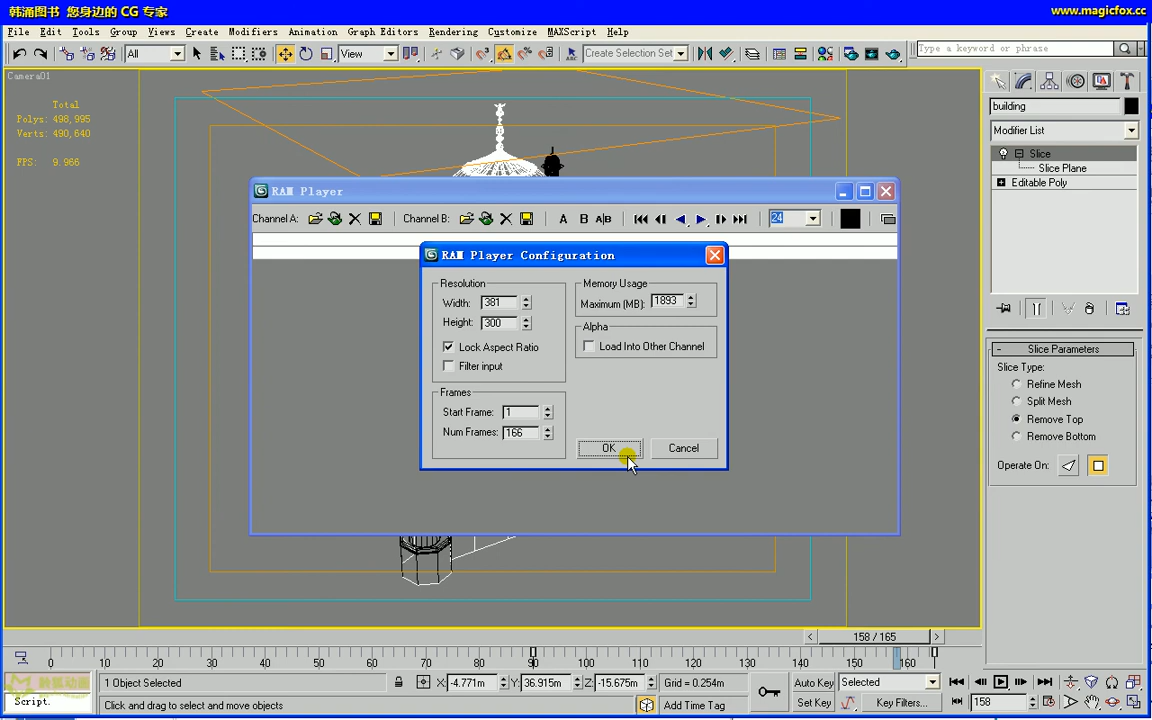 韩涌图书 您身边的 CG 专家
www.magicfox.cc
File Edit Tools Group Views Create Modifiers Animation Graph Editors Rendering Customize MAXScript Help
All
View
Create Selection Set
Type a keyword or phrase
Camera01
Total
Polys: 498,995
Verts: 490,640
FPS: 9.966
building
Modifier List
Slice
Slice Plane
Editable Poly
RAM Player
Channel A:
Channel B:
A B A|B
24
RAM Player Configuration
Resolution
Width: 381
Height: 300
Lock Aspect Ratio
Filter input
Memory Usage
Maximum (MB): 1893
Alpha
Load Into Other Channel
Frames
Start Frame: 1
Num Frames: 166
OK
Cancel
Slice Parameters
Slice Type:
Refine Mesh
Split Mesh
Remove Top
Remove Bottom
Operate On:
158 / 165
0 10 20 30 40 50 60 70 80 90 100 110 120 130 140 150 160
1 Object Selected
X: -4.771m Y: 36.915m Z: -15.675m
Grid = 0.254m
Auto Key
Selected
Script.
Click and drag to select and move objects
Add Time Tag
Set Key
Key Filters...
158